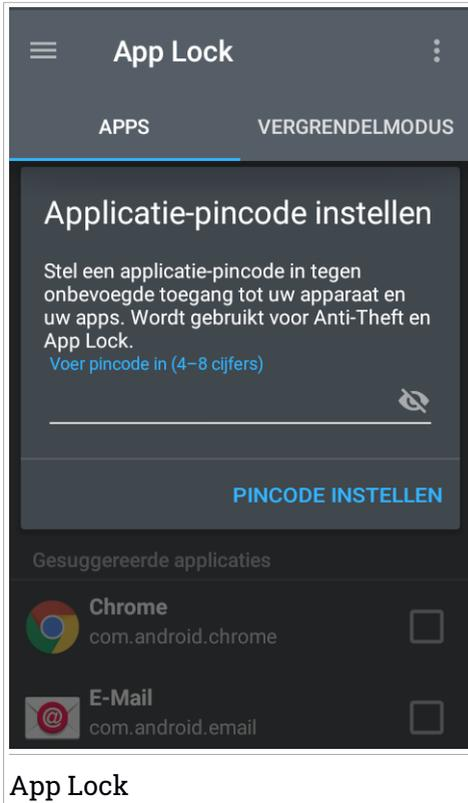 App Lock
APPS
VERGRENDELMODUS
Applicatie-pincode instellen
Stel een applicatie-pincode in tegen
onbevoegde toegang tot uw apparaat en
uw apps. Wordt gebruikt voor Anti-Theft en
App Lock.
Voer pincode in (4–8 cijfers)
PINCODE INSTELLEN
Gesuggereerde applicaties
Chrome
com.android.chrome
E-Mail
com.android.email
App Lock